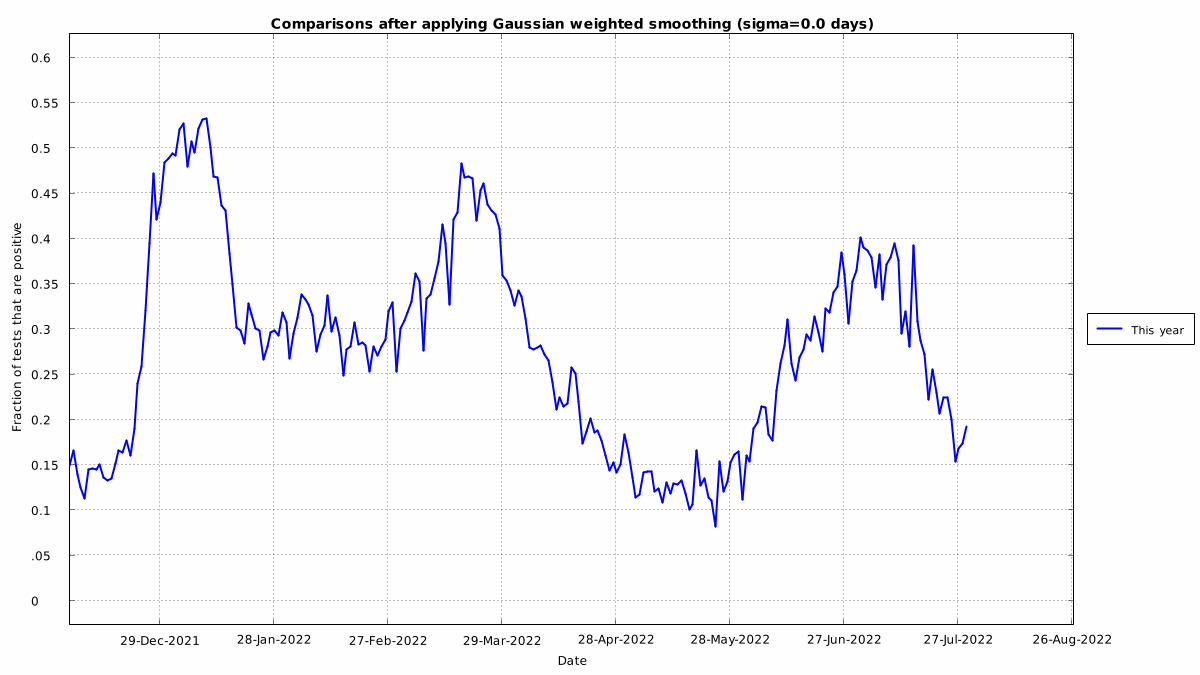 Comparisons after applying Gaussian weighted smoothing (sigma=0.0 days)
Fraction of tests that are positive
0.6
0.55
0.5
0.45
0.4
0.35
0.3
0.25
0.2
0.15
0.1
.05
0
29-Dec-2021
28-Jan-2022
27-Feb-2022
29-Mar-2022
28-Apr-2022
28-May-2022
27-Jun-2022
27-Jul-2022
26-Aug-2022
Date
This year